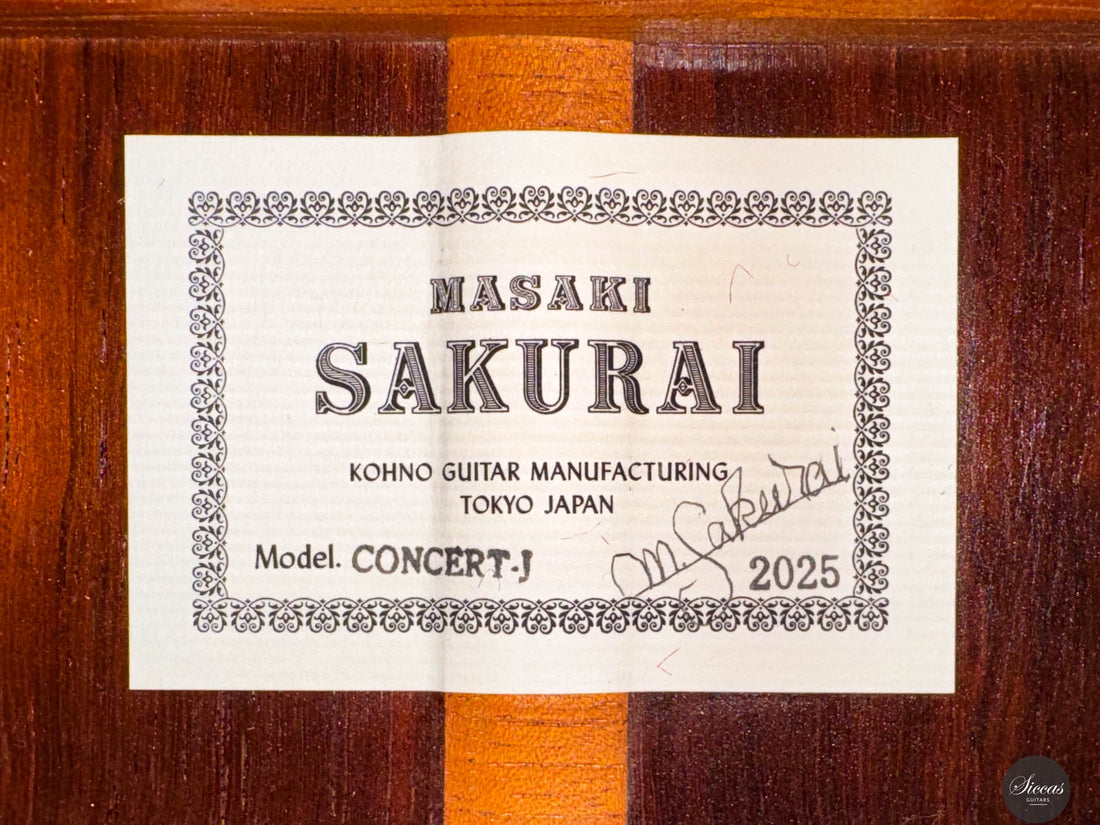 MASAKI
SAKURAI
KOHNO GUITAR MANUFACTURING
TOKYO JAPAN
M. Sakurai
Model. CONCERT-J 2025
Siccas
GUITARS